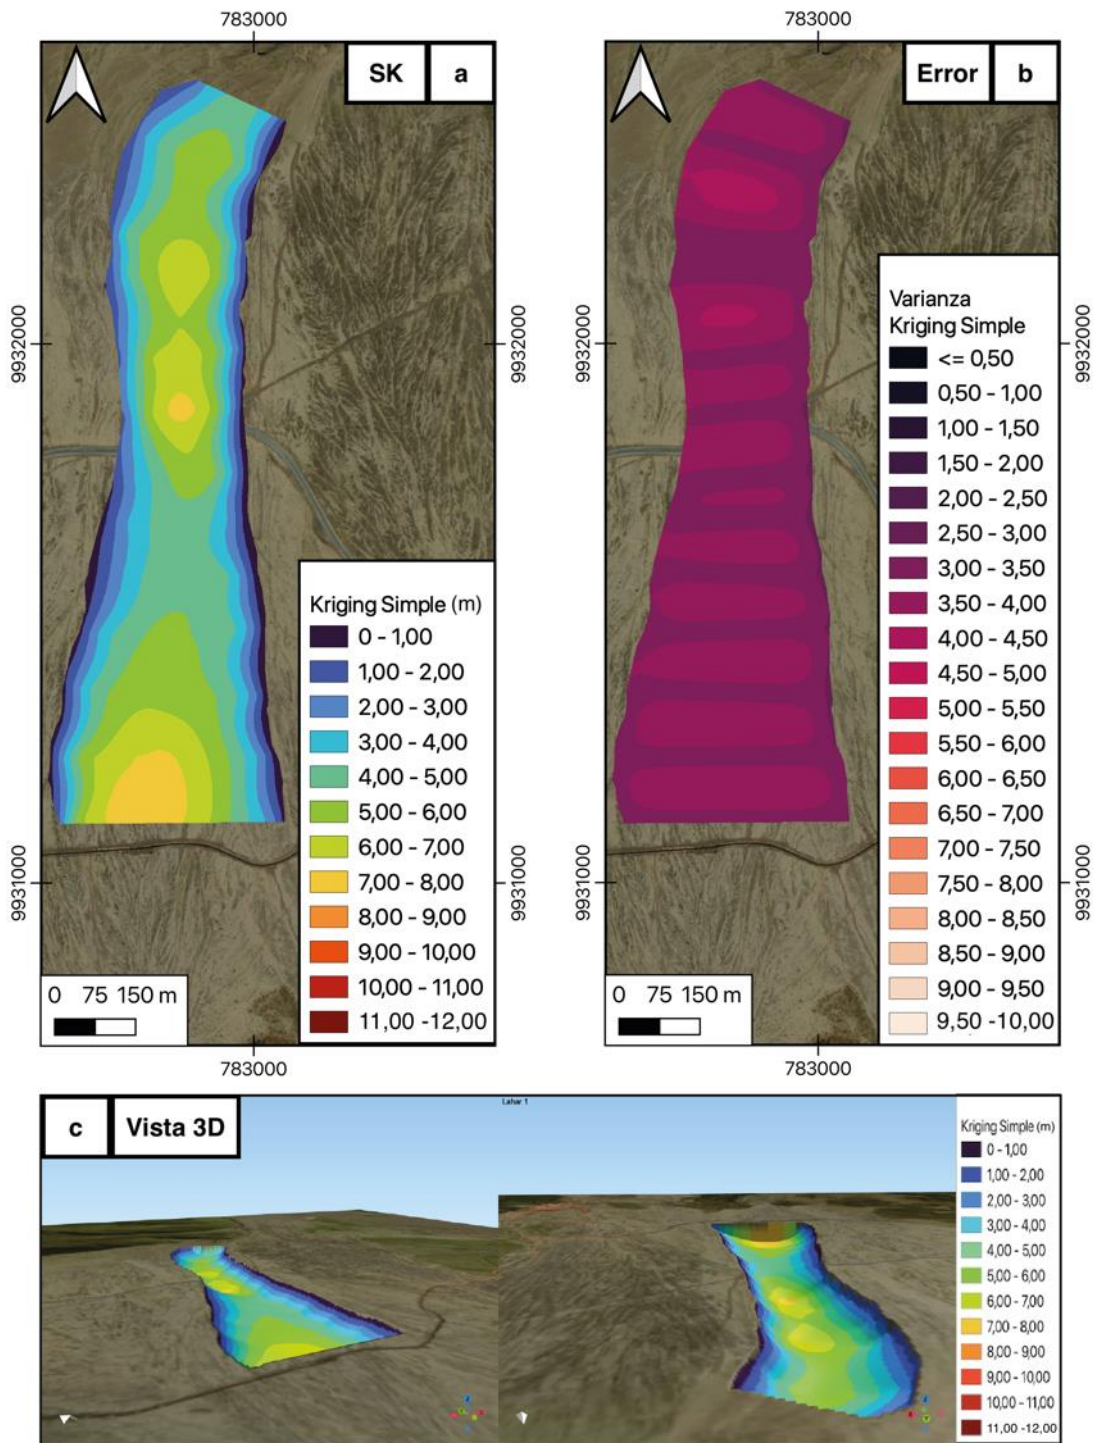 783000
783000
SK
a
Error
b
9932000
9932000
9931000
9931000
Kriging Simple (m)
0 - 1,00
1,00 - 2,00
2,00 - 3,00
3,00 - 4,00
4,00 - 5,00
5,00 - 6,00
6,00 - 7,00
7,00 - 8,00
8,00 - 9,00
9,00 - 10,00
10,00 - 11,00
11,00 -12,00
0 75 150 m
783000
Varianza
Kriging Simple
<= 0,50
0,50 - 1,00
1,00 - 1,50
1,50 - 2,00
2,00 - 2,50
2,50 - 3,00
3,00 - 3,50
3,50 - 4,00
4,00 - 4,50
4,50 - 5,00
5,00 - 5,50
5,50 - 6,00
6,00 - 6,50
6,50 - 7,00
7,00 - 7,50
7,50 - 8,00
8,00 - 8,50
8,50 - 9,00
9,00 - 9,50
9,50 -10,00
9932000
9931000
0 75 150 m
783000
c
Vista 3D
Lahar 1
Kriging Simple (m)
0 - 1,00
1,00 - 2,00
2,00 - 3,00
3,00 - 4,00
4,00 - 5,00
5,00 - 6,00
6,00 - 7,00
7,00 - 8,00
8,00 - 9,00
9,00 - 10,00
10,00 - 11,00
11,00 -12,00